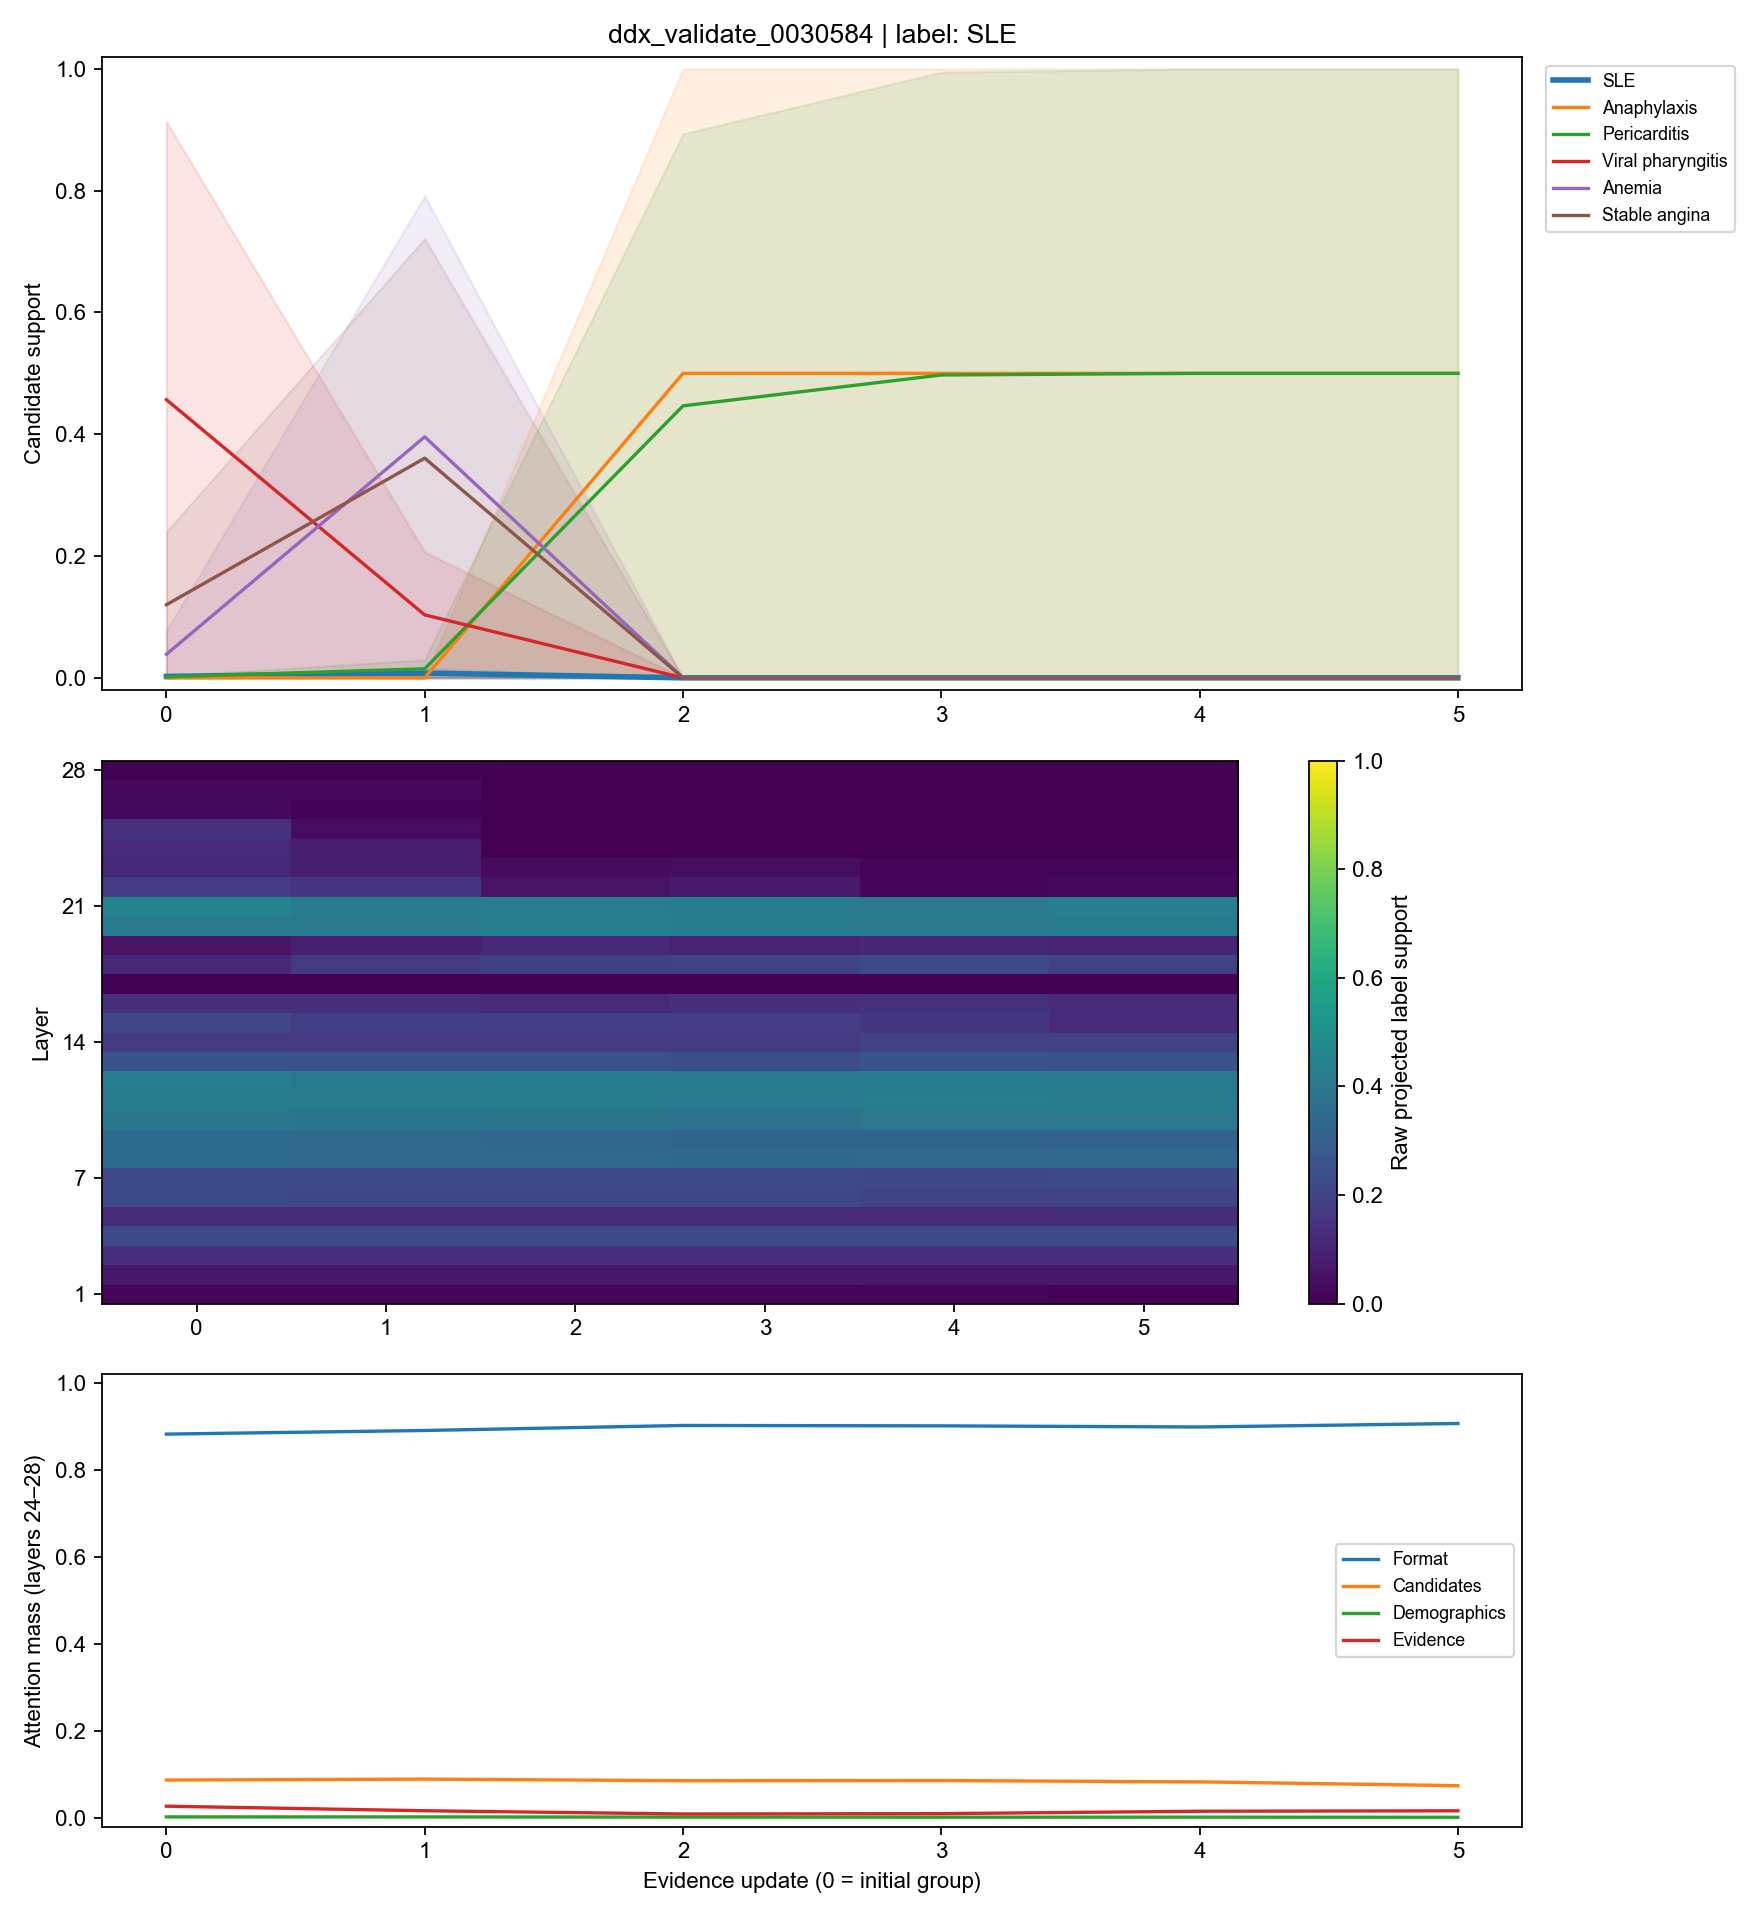 ddx_validate_0030584 | label: SLE
Candidate support
1.0
0.8
0.6
0.4
0.2
0.0
0 1 2 3 4 5
SLE
Anaphylaxis
Pericarditis
Viral pharyngitis
Anemia
Stable angina
Layer
28
21
14
7
1
0 1 2 3 4 5
1.0
0.8
0.6
0.4
0.2
0.0
Raw projected label support
Attention mass (layers 24–28)
1.0
0.8
0.6
0.4
0.2
0.0
Format
Candidates
Demographics
Evidence
0 1 2 3 4 5
Evidence update (0 = initial group)